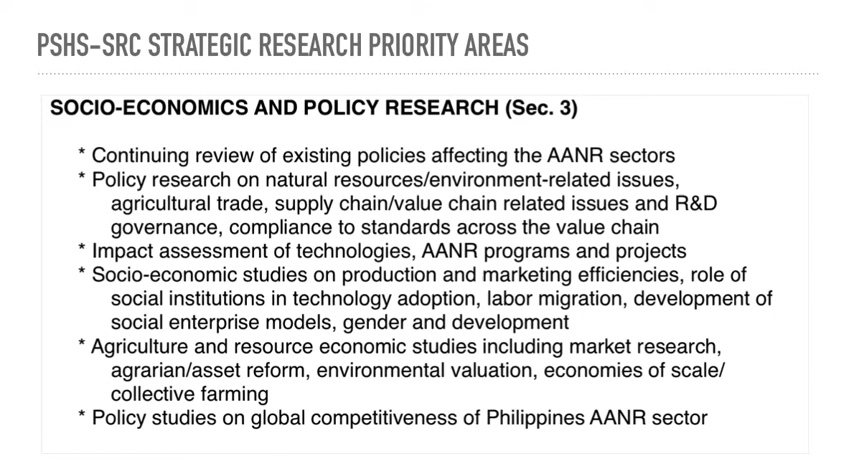 PSHS-SRC STRATEGIC RESEARCH PRIORITY AREAS
SOCIO-ECONOMICS AND POLICY RESEARCH (Sec. 3)
* Continuing review of existing policies affecting the AANR sectors
* Policy research on natural resources/environment-related issues,
agricultural trade, supply chain/value chain related issues and R&D
governance, compliance to standards across the value chain
* Impact assessment of technologies, AANR programs and projects
* Socio-economic studies on production and marketing efficiencies, role of
social institutions in technology adoption, labor migration, development of
social enterprise models, gender and development
* Agriculture and resource economic studies including market research,
agrarian/asset reform, environmental valuation, economies of scale/
collective farming
* Policy studies on global competitiveness of Philippines AANR sector